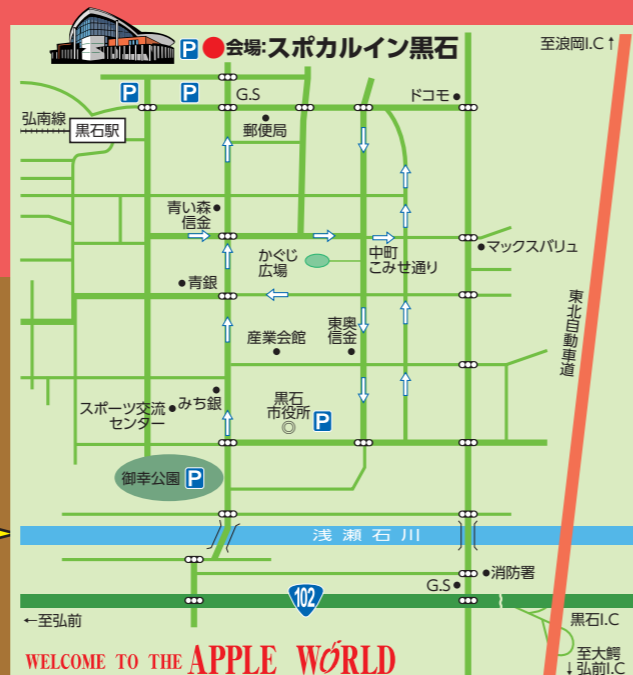 P ●会場:スポカルイン黒石
至浪岡I.C↑
P
P
G.S
ドコモ
弘南線
黒石駅
郵便局
青い森
信金
かぐじ
広場
中町
こみせ通り
マックスバリュ
青銀
東北自動車道
産業会館
東奥
信金
スポーツ交流
センター
みち銀
黒石
市役所
◎
P
御幸公園 P
浅瀬石川
消防署
G.S
102
←至弘前
黒石I.C
至大鰐
↓弘前I.C
WELCOME TO THE APPLE WORLD